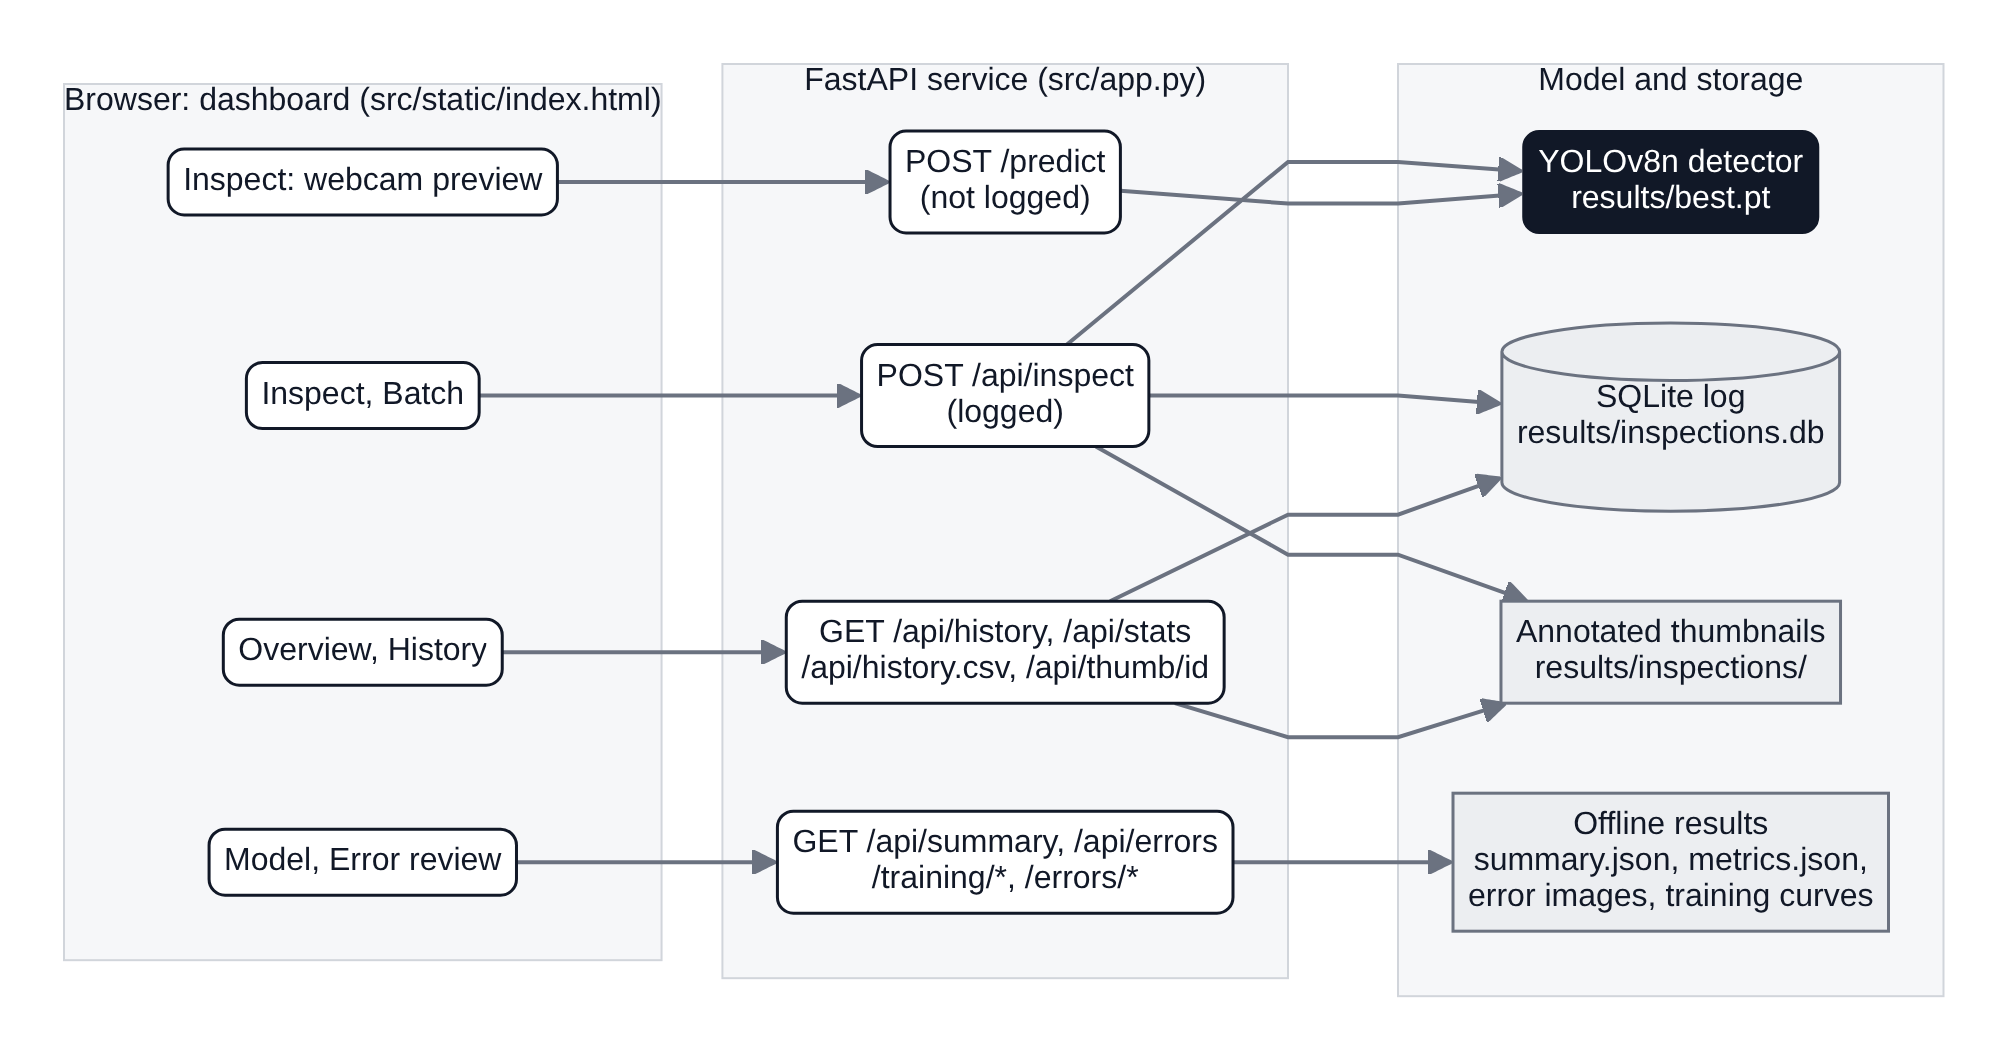 Browser: dashboard (src/static/index.html)
Inspect: webcam preview
Inspect, Batch
Overview, History
Model, Error review
FastAPI service (src/app.py)
POST /predict
(not logged)
POST /api/inspect
(logged)
GET /api/history, /api/stats
/api/history.csv, /api/thumb/id
GET /api/summary, /api/errors
/training/*, /errors/*
Model and storage
YOLOv8n detector
results/best.pt
SQLite log
results/inspections.db
Annotated thumbnails
results/inspections/
Offline results
summary.json, metrics.json,
error images, training curves